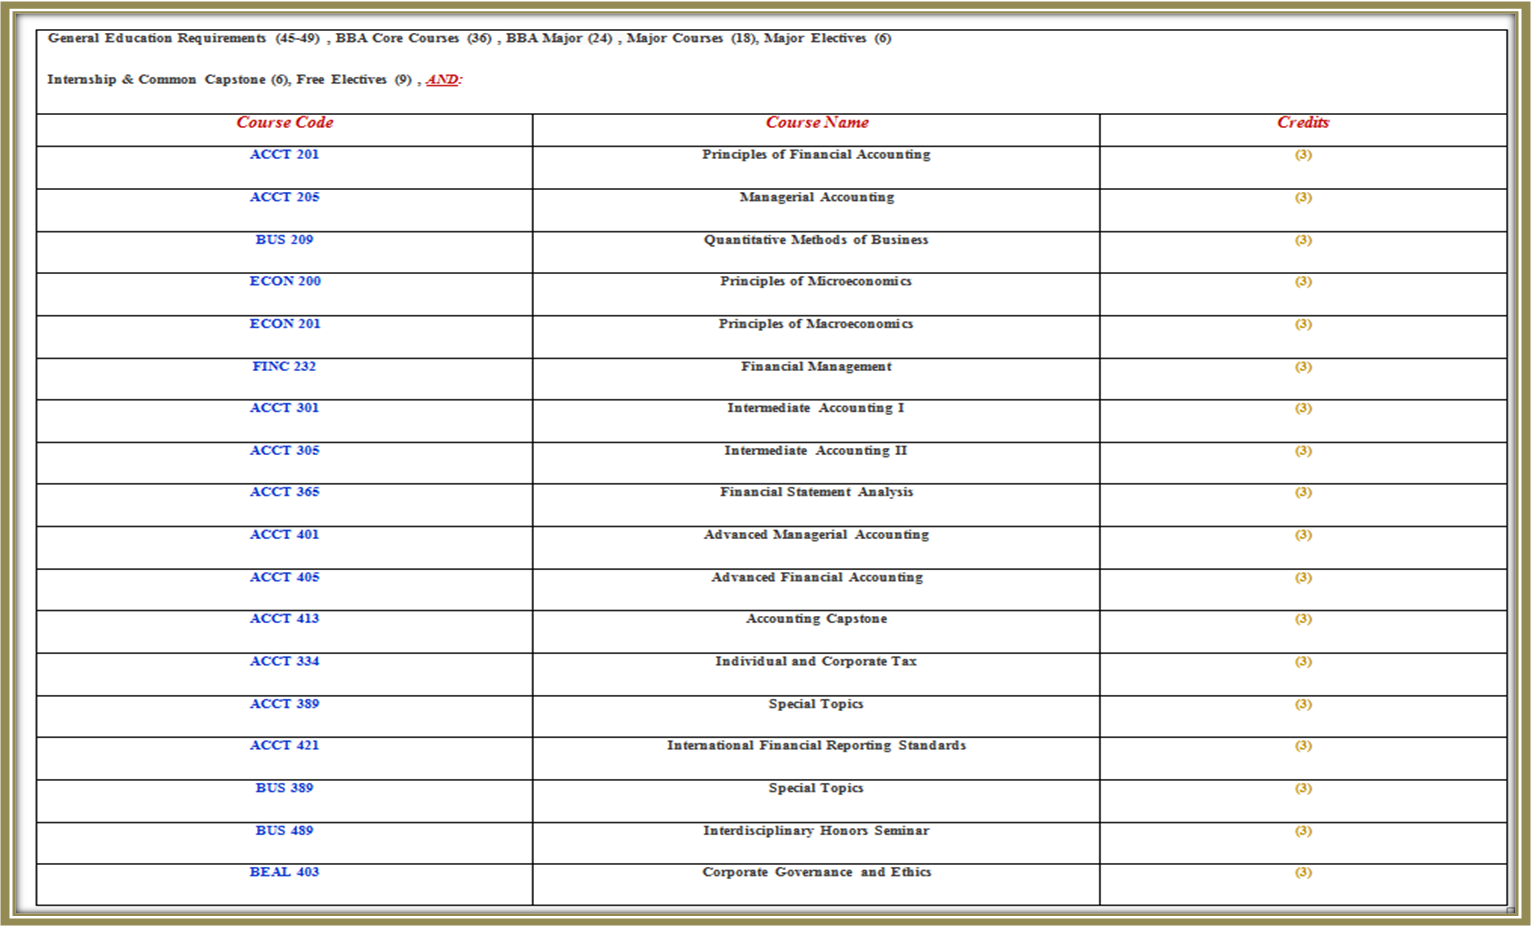 General Education Requirements (45-49) , BBA Core Courses (36) , BBA Major (24) , Major Courses (18), Major Electives (6)
Internship & Common Capstone (6), Free Electives (9) , AND:
Course Code Course Name Credits
ACCT 201 Principles of Financial Accounting (3)
ACCT 205 Managerial Accounting (3)
BUS 209 Quantitative Methods of Business (3)
ECON 200 Principles of Microeconomics (3)
ECON 201 Principles of Macroeconomics (3)
FINC 232 Financial Management (3)
ACCT 301 Intermediate Accounting I (3)
ACCT 305 Intermediate Accounting II (3)
ACCT 365 Financial Statement Analysis (3)
ACCT 401 Advanced Managerial Accounting (3)
ACCT 405 Advanced Financial Accounting (3)
ACCT 413 Accounting Capstone (3)
ACCT 334 Individual and Corporate Tax (3)
ACCT 389 Special Topics (3)
ACCT 421 International Financial Reporting Standards (3)
BUS 389 Special Topics (3)
BUS 489 Interdisciplinary Honors Seminar (3)
BEAL 403 Corporate Governance and Ethics (3)